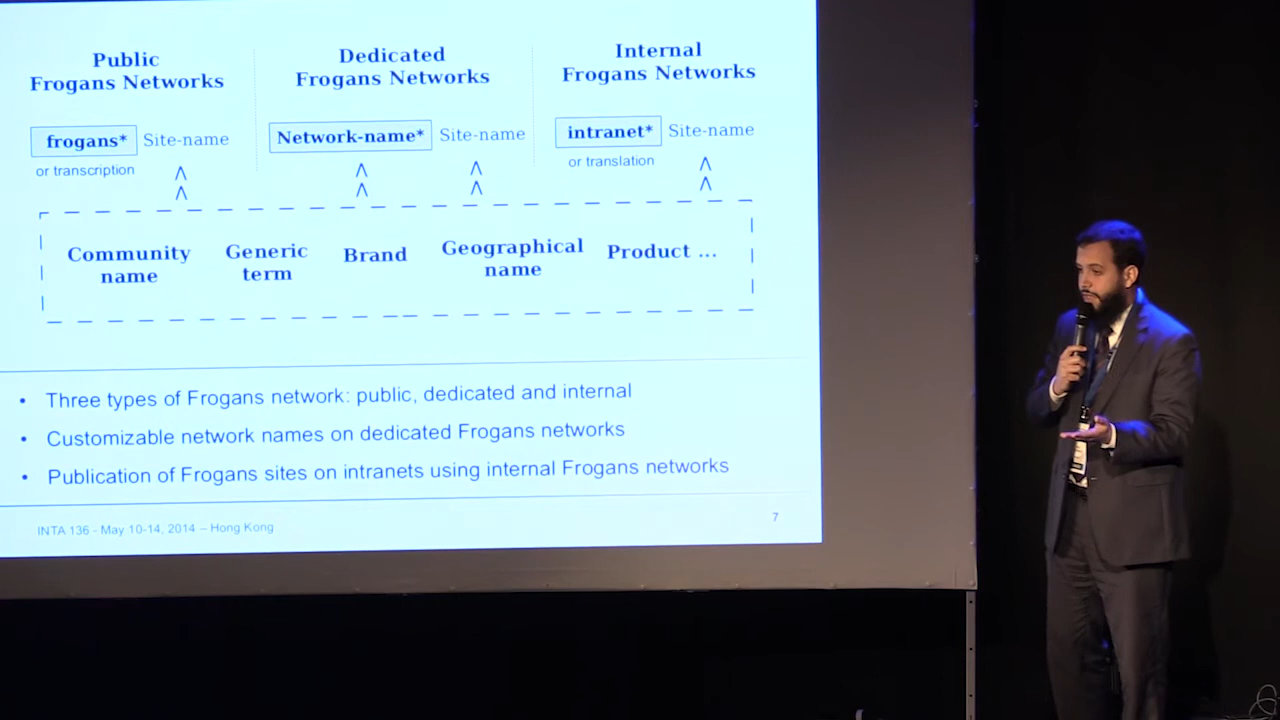 Public
Frogans Networks
Dedicated
Frogans Networks
Internal
Frogans Networks
frogans* Site-name
or transcription
Network-name* Site-name
intranet* Site-name
or translation
Community
name
Generic
term
Brand
Geographical
name
Product ...
• Three types of Frogans network: public, dedicated and internal
• Customizable network names on dedicated Frogans networks
• Publication of Frogans sites on intranets using internal Frogans networks
INTA 136 - May 10-14, 2014 – Hong Kong
7